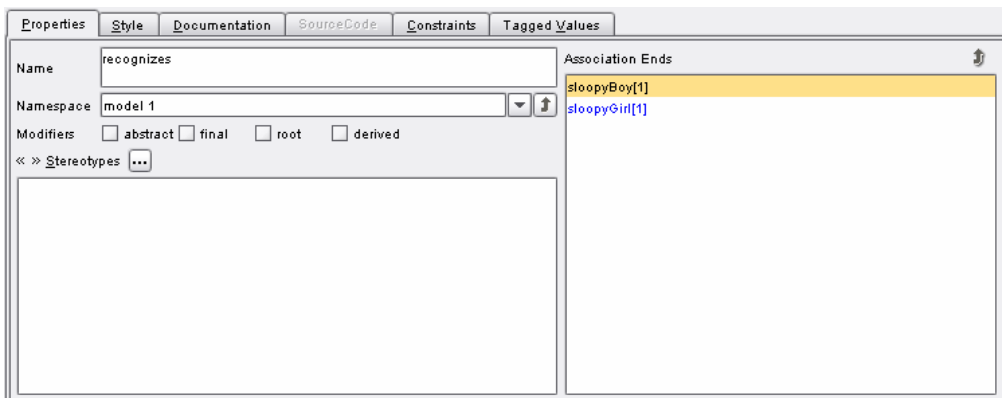 Properties Style Documentation SourceCode Constraints Tagged Values
Name recognizes
Namespace model 1
Modifiers abstract final root derived
« » Stereotypes ...
Association Ends
sloopyBoy[1]
sloopyGirl[1]